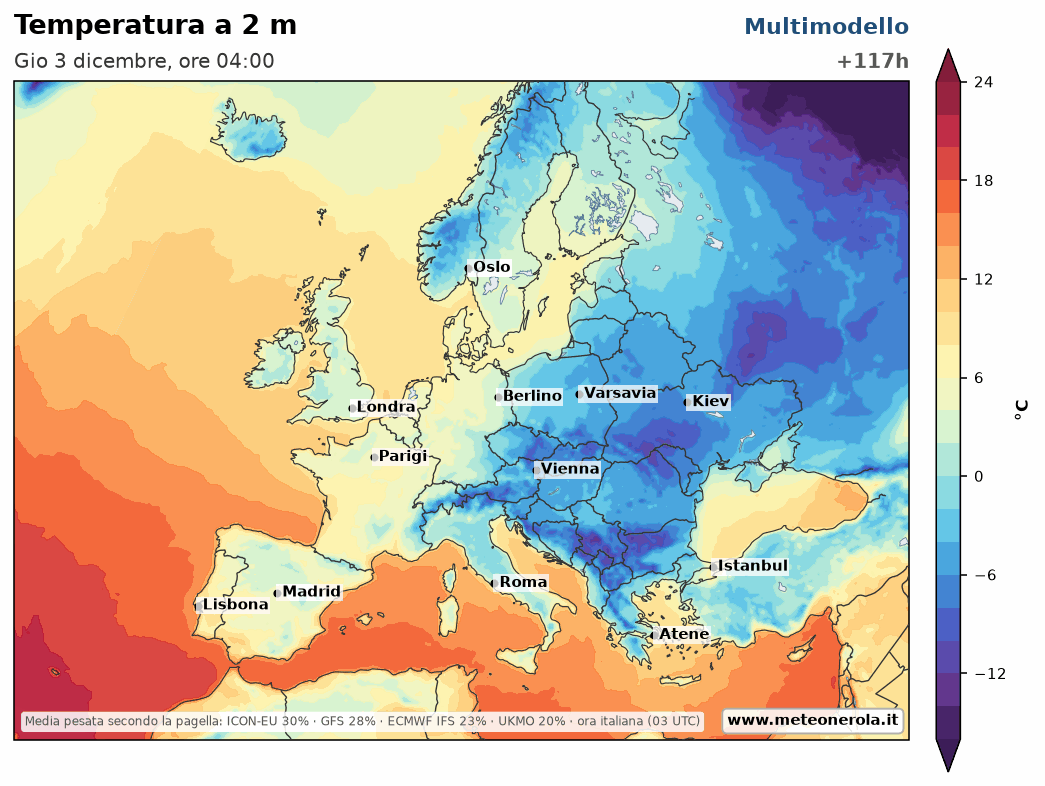 Temperatura a 2 m
Multimodello
Gio 3 dicembre, ore 04:00
+117h
24
18
12
6
0
−6
−12
°C
Oslo
Londra
Berlino
Varsavia
Kiev
Parigi
Vienna
Istanbul
Roma
Madrid
Lisbona
Atene
Media pesata secondo la pagella: ICON-EU 30% · GFS 28% · ECMWF IFS 23% · UKMO 20% · ora italiana (03 UTC)
www.meteonerola.it